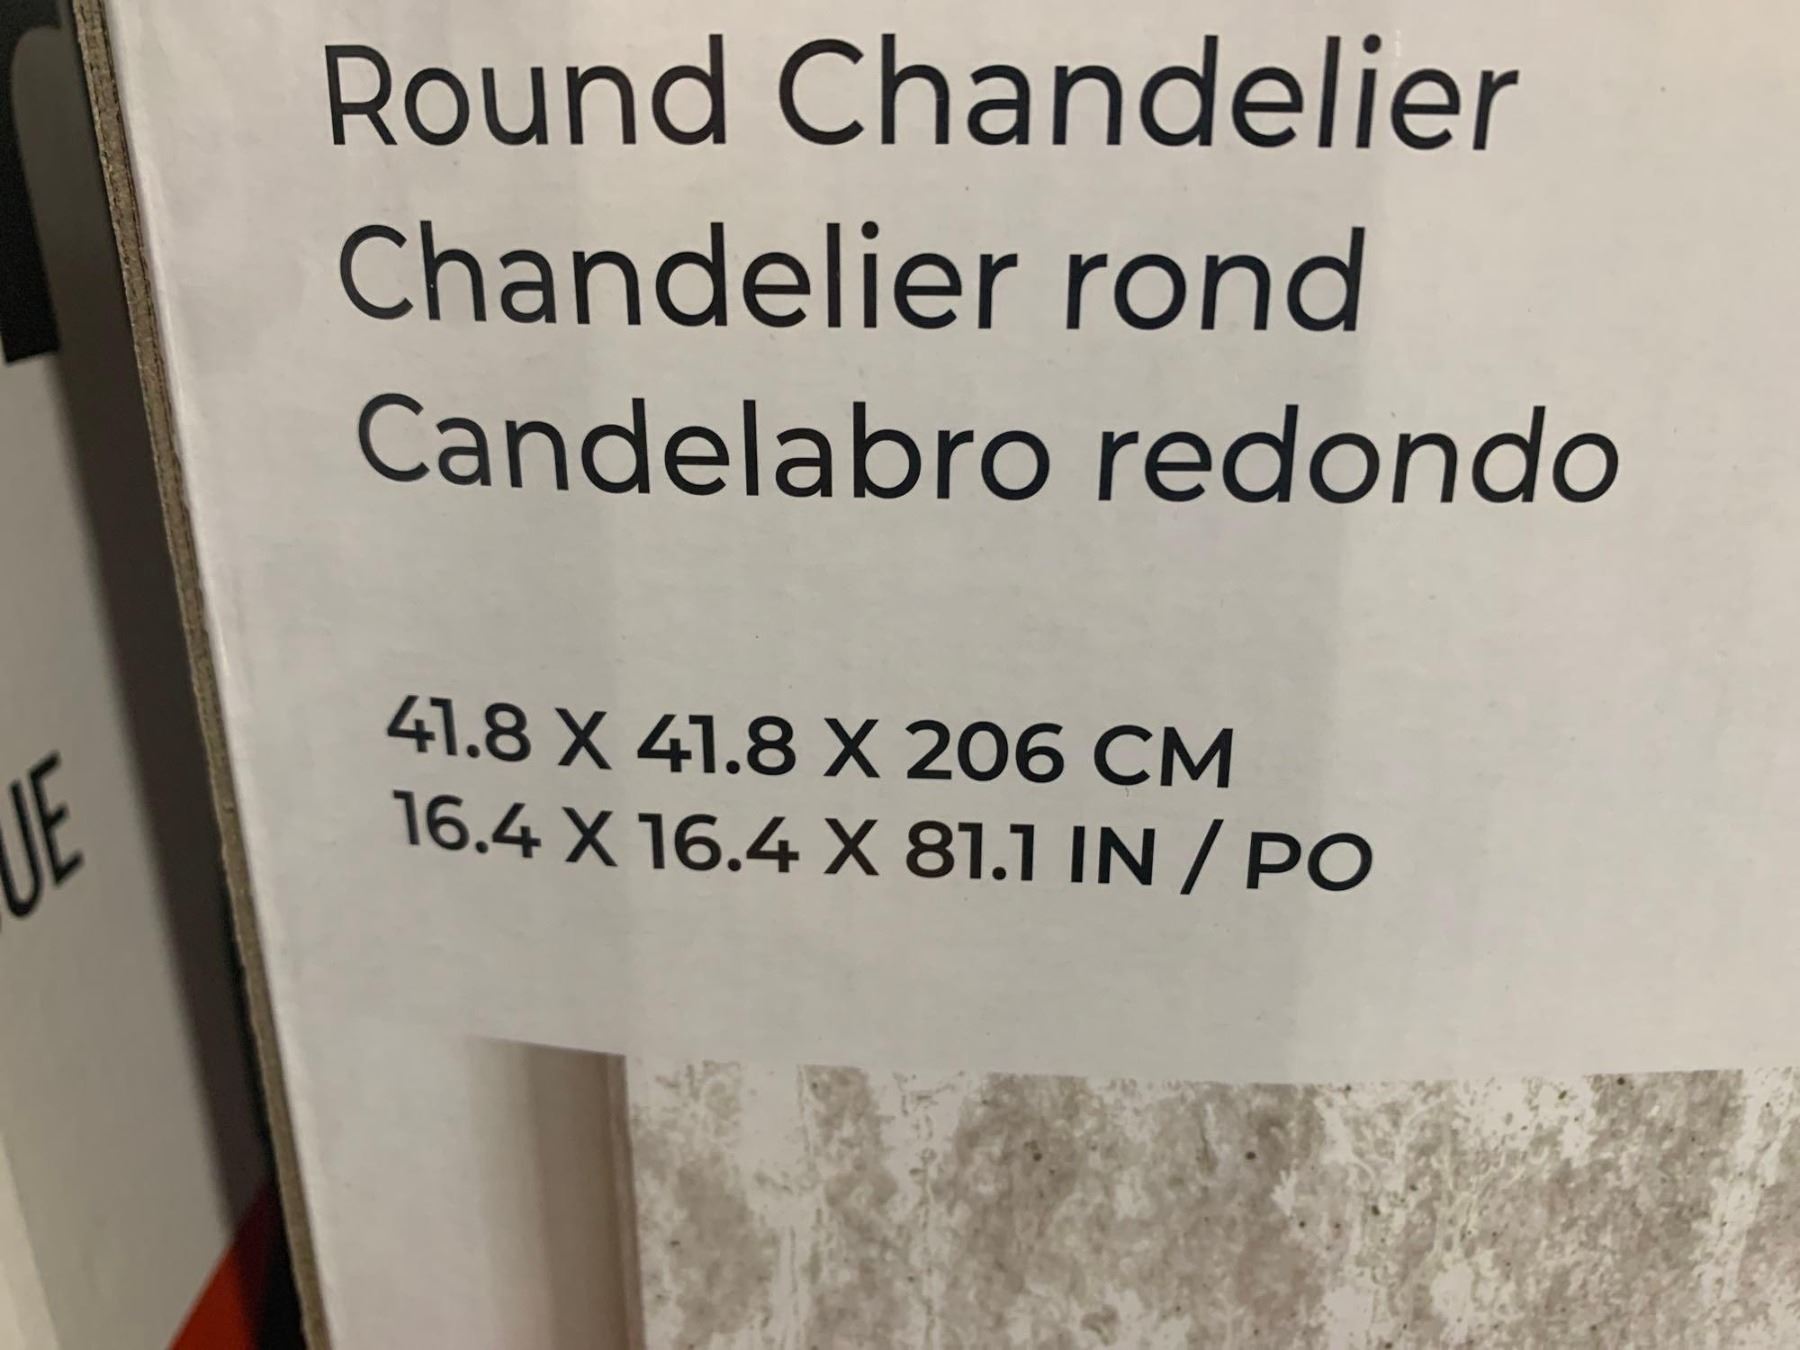 Round Chandelier
Chandelier rond
Candelabro redondo
41.8 X 41.8 X 206 CM
16.4 X 16.4 X 81.1 IN / PO